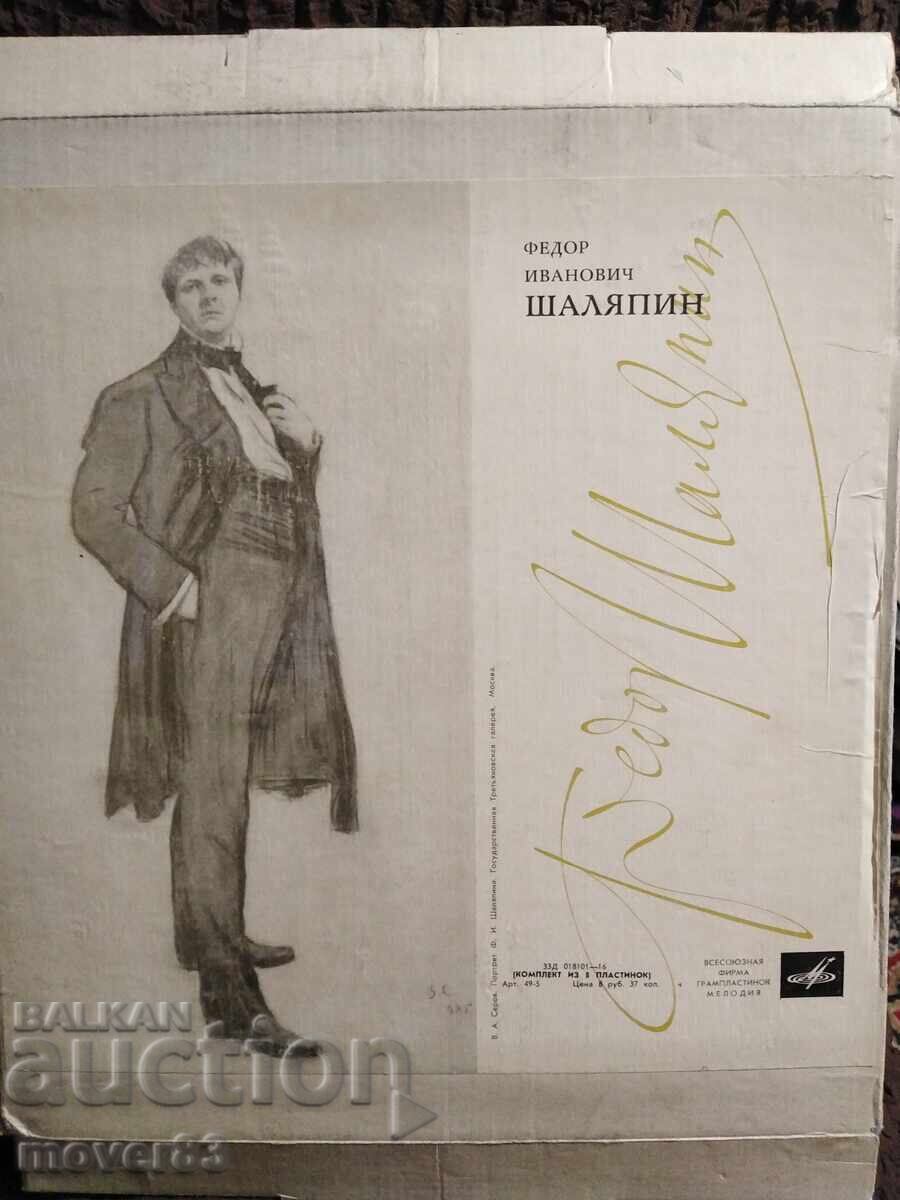 ФЕДОР
ИВАНОВИЧ
ШАЛЯПИН
Федор Шаляпин
В. А. Серов. Портрет Ф. И. Шаляпина. Государственная Третьяковская галерея. Москва.
33Д 018101—16
(КОМПЛЕКТ ИЗ 8 ПЛАСТИНОК)
Арт. 49-5 Цена 8 руб. 37 коп.
ВСЕСОЮЗНАЯ
ФИРМА
ГРАМПЛАСТИНОК
МЕЛОДИЯ
BALKAN
auction
mover83